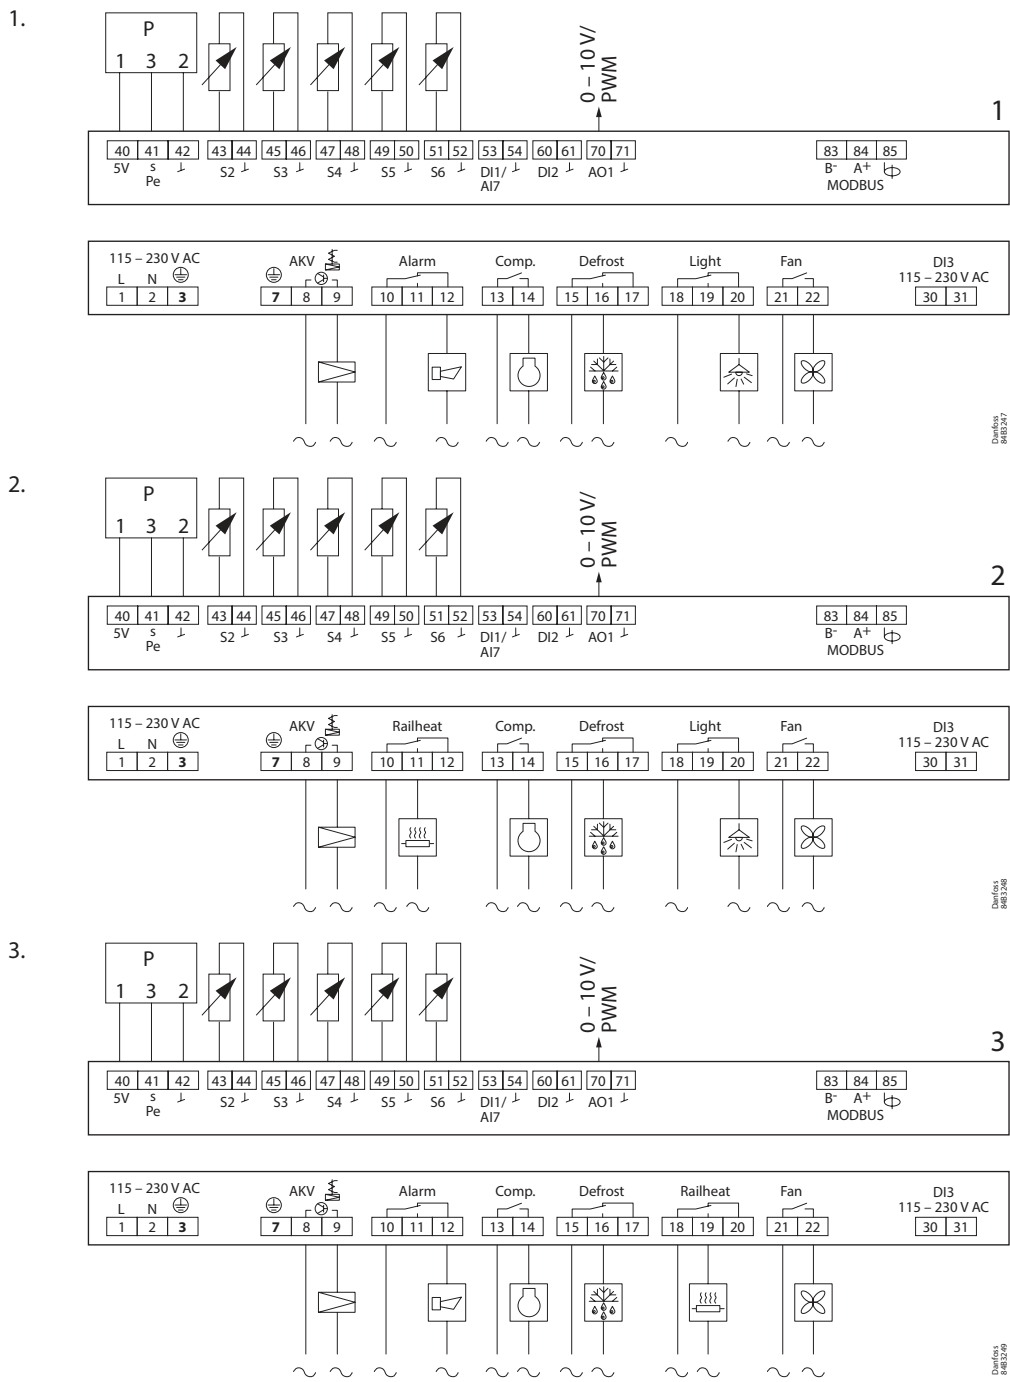 1.
P
1 3 2
0 – 10 V/
PWM
1
40 41 42 43 44 45 46 47 48 49 50 51 52 53 54 60 61 70 71 83 84 85
5V s S2 S3 S4 S5 S6 DI1/ DI2 AO1 B- A+
Pe AI7 MODBUS
115 – 230 V AC AKV Alarm Comp. Defrost Light Fan DI3
L N 115 – 230 V AC
1 2 3 7 8 9 10 11 12 13 14 15 16 17 18 19 20 21 22 30 31
Danfoss
84B3247
2.
P
1 3 2
0 – 10 V/
PWM
2
40 41 42 43 44 45 46 47 48 49 50 51 52 53 54 60 61 70 71 83 84 85
5V s S2 S3 S4 S5 S6 DI1/ DI2 AO1 B- A+
Pe AI7 MODBUS
115 – 230 V AC AKV Railheat Comp. Defrost Light Fan DI3
L N 115 – 230 V AC
1 2 3 7 8 9 10 11 12 13 14 15 16 17 18 19 20 21 22 30 31
Danfoss
84B3248
3.
P
1 3 2
0 – 10 V/
PWM
3
40 41 42 43 44 45 46 47 48 49 50 51 52 53 54 60 61 70 71 83 84 85
5V s S2 S3 S4 S5 S6 DI1/ DI2 AO1 B- A+
Pe AI7 MODBUS
115 – 230 V AC AKV Alarm Comp. Defrost Railheat Fan DI3
L N 115 – 230 V AC
1 2 3 7 8 9 10 11 12 13 14 15 16 17 18 19 20 21 22 30 31
Danfoss
84B3249